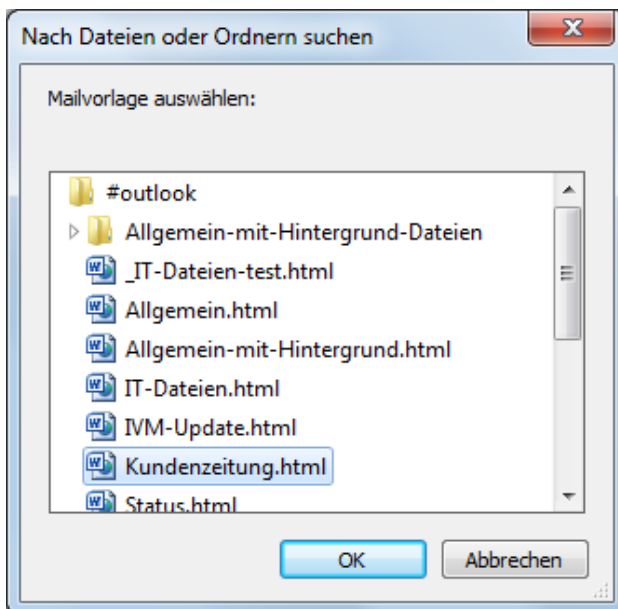 Nach Dateien oder Ordnern suchen
Mailvorlage auswählen:
#outlook
Allgemein-mit-Hintergrund-Dateien
_IT-Dateien-test.html
Allgemein.html
Allgemein-mit-Hintergrund.html
IT-Dateien.html
IVM-Update.html
Kundenzeitung.html
Status.html
OK
Abbrechen